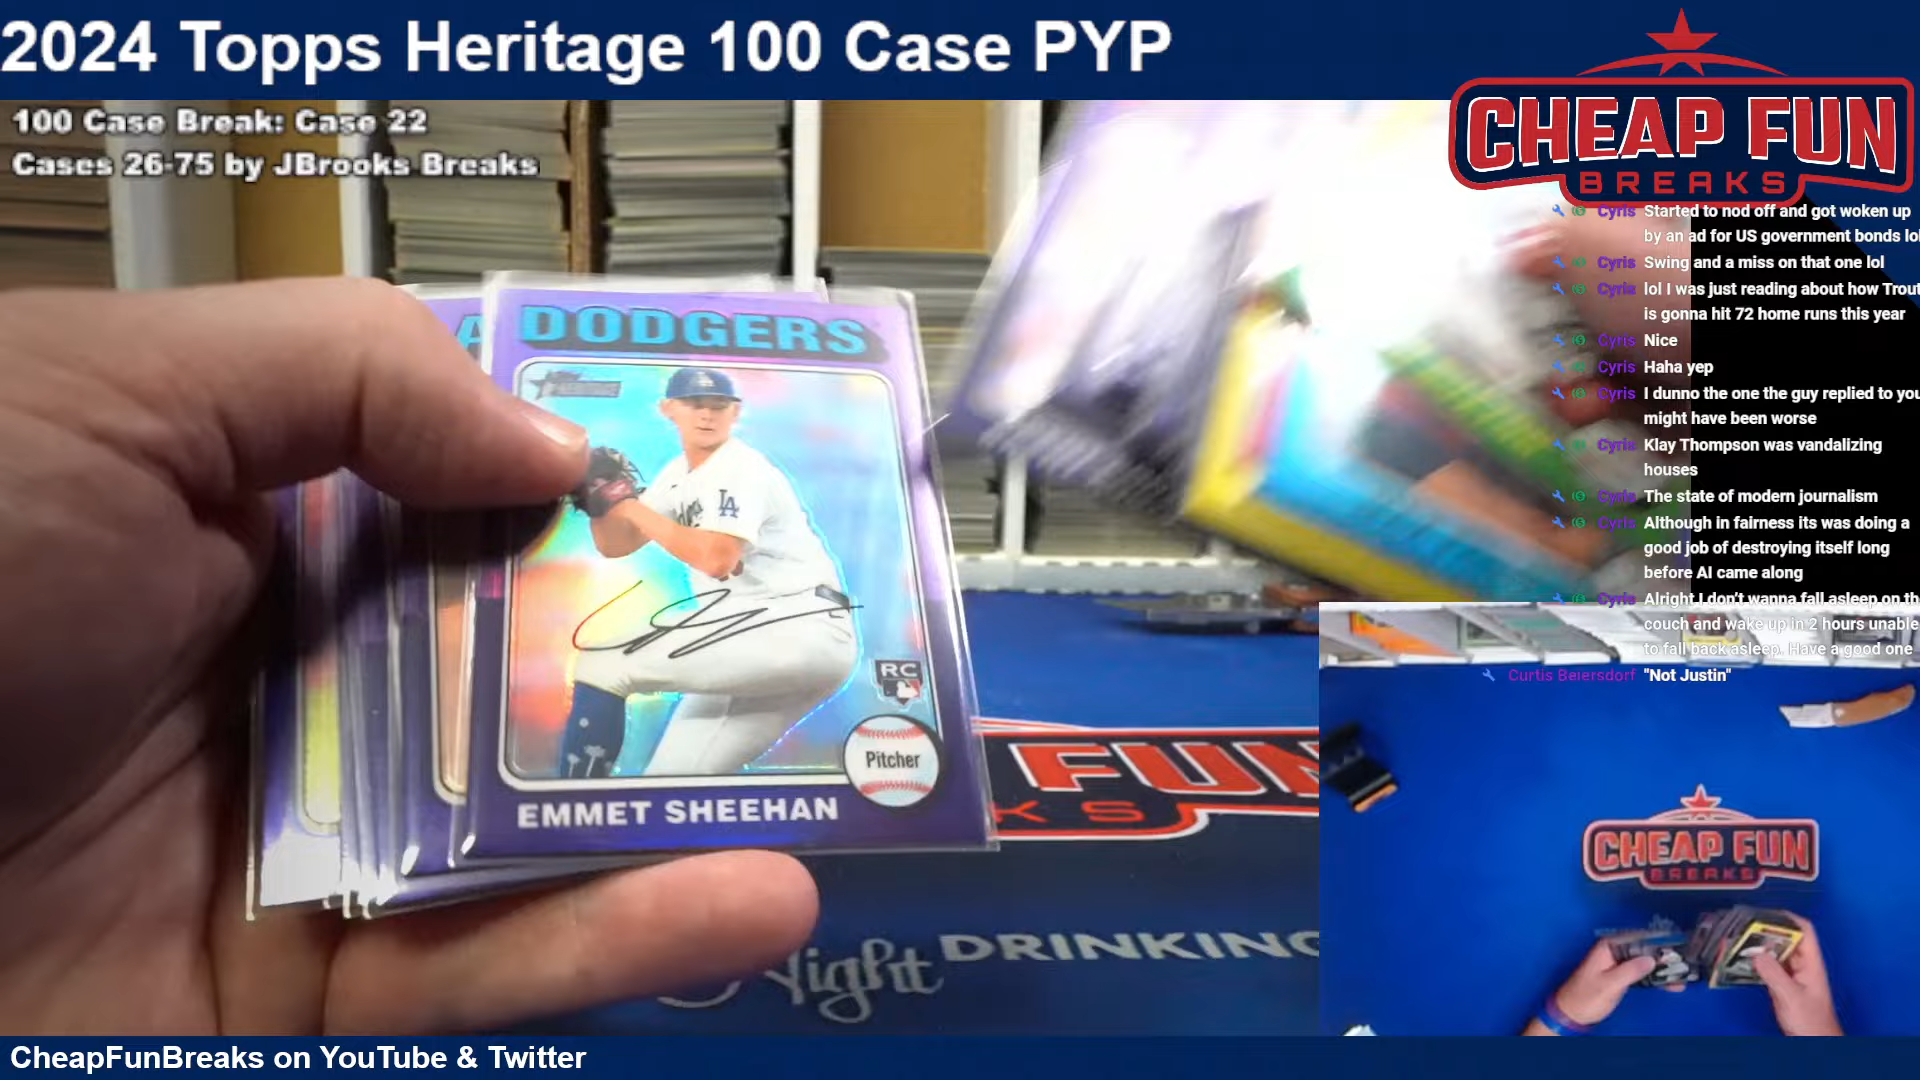 2024 Topps Heritage 100 Case PYP
100 Case Break: Case 22
Cases 26-75 by JBrooks Breaks
CHEAP FUN
BREAKS
Cyris Started to nod off and got woken up
by an ad for US government bonds lol
Cyris Swing and a miss on that one lol
Cyris lol I was just reading about how Trout
is gonna hit 72 home runs this year
Cyris Nice
Cyris Haha yep
Cyris I dunno the one the guy replied to you
might have been worse
Cyris Klay Thompson was vandalizing
houses
Cyris The state of modern journalism
Cyris Although in fairness its was doing a
good job of destroying itself long
before AI came along
Cyris Alright I don't wanna fall asleep on th
couch and wake up in 2 hours unable
to fall back asleep. Have a good one
Curtis Beiersdorf "Not Justin"
A
DODGERS
HERITAGE
LA
RC
Pitcher
EMMET SHEEHAN
FUN
KS
Night DRINKING
CHEAP FUN
BREAKS
CheapFunBreaks on YouTube & Twitter